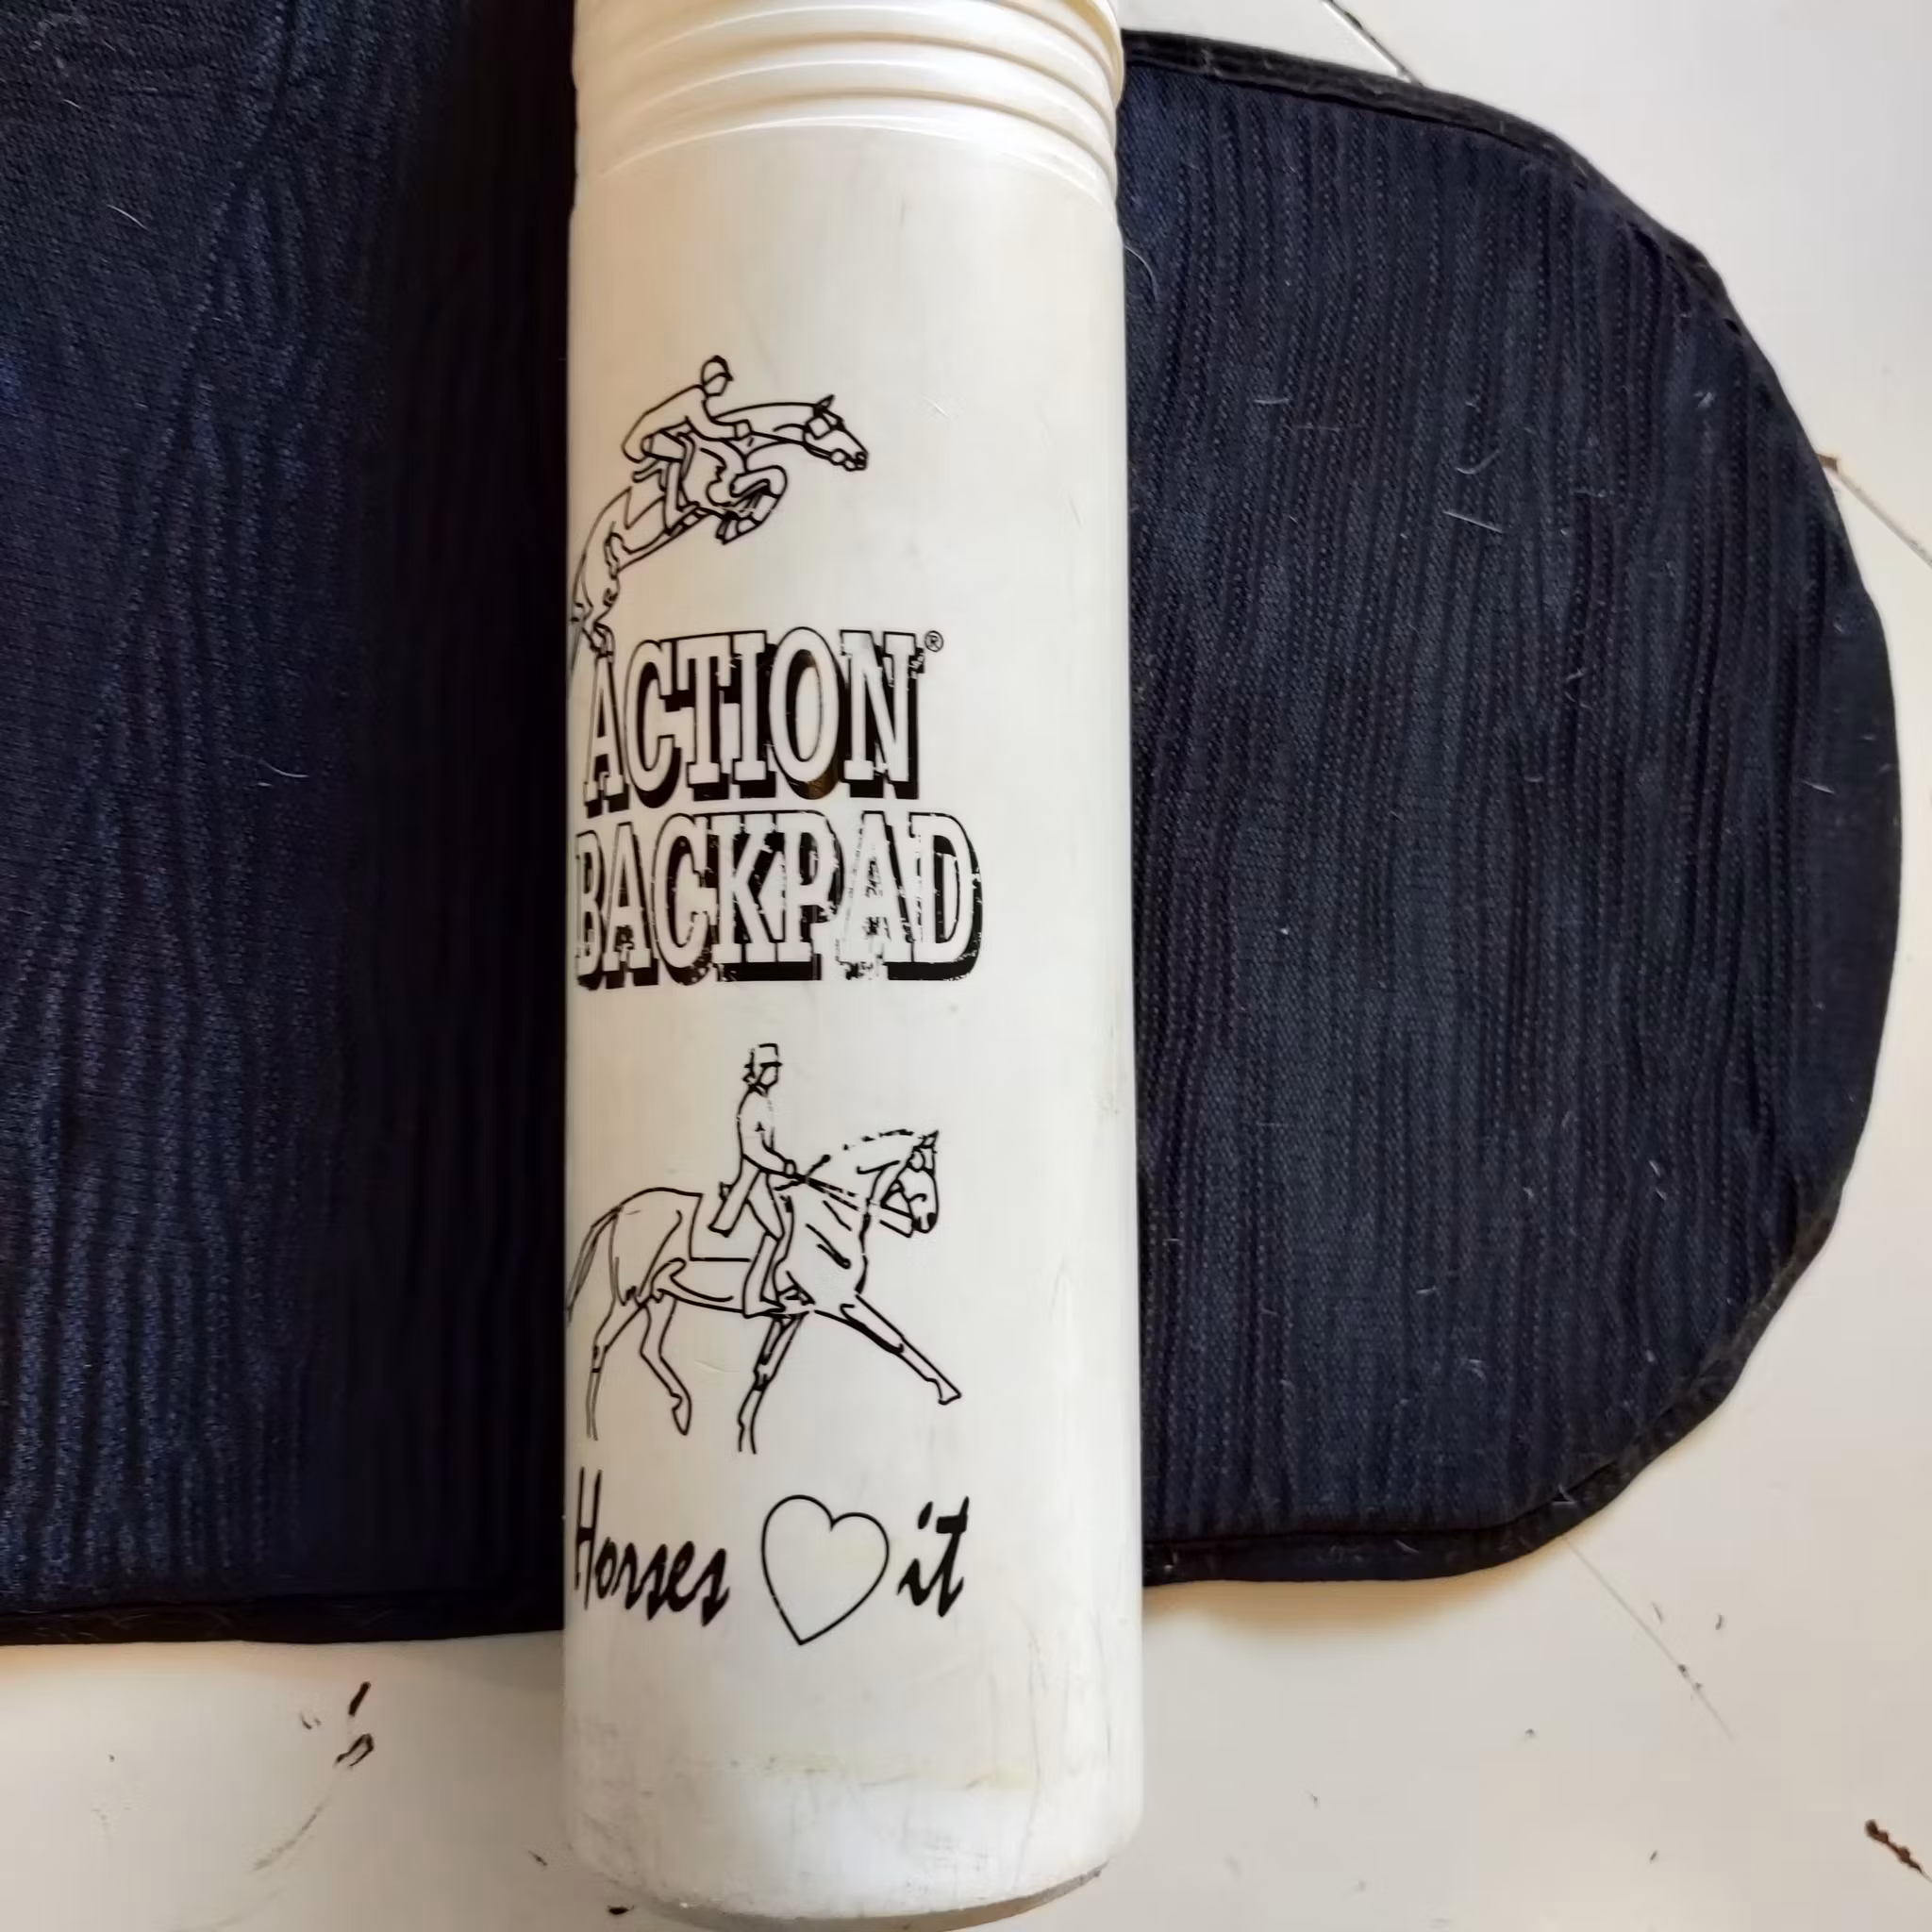 ACTION®
BACKPAD
Horses ♡ it